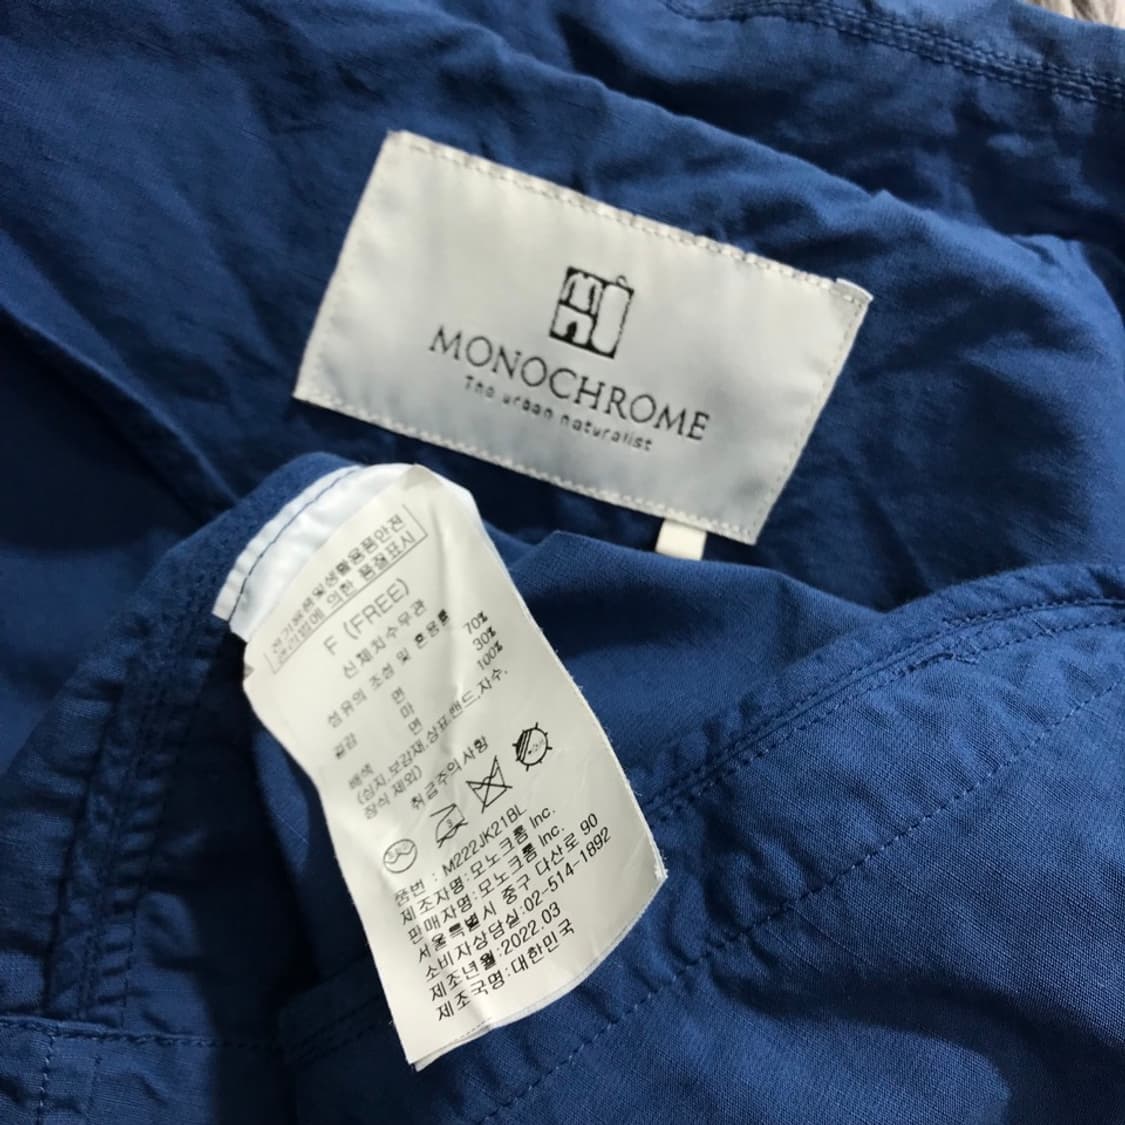 MONOCHROME
The urban naturalist
전기용품및생활용품안전
관리법에 의한 품질표시
F (FREE)
신체치수무관
섬유의 조성 및 혼용률
겉감 면 70%
마 30%
배색 면 100%
(심지,보강재,상표밴드,자수,
장식 제외)
취급주의사항
품번 : M222JK21BL
제조자명:모노크롬 Inc.
판매자명:모노크롬 Inc.
서울특별시 중구 다산로 90
소비자상담실:02-514-1892
제조년월:2022.03
제조국명:대한민국